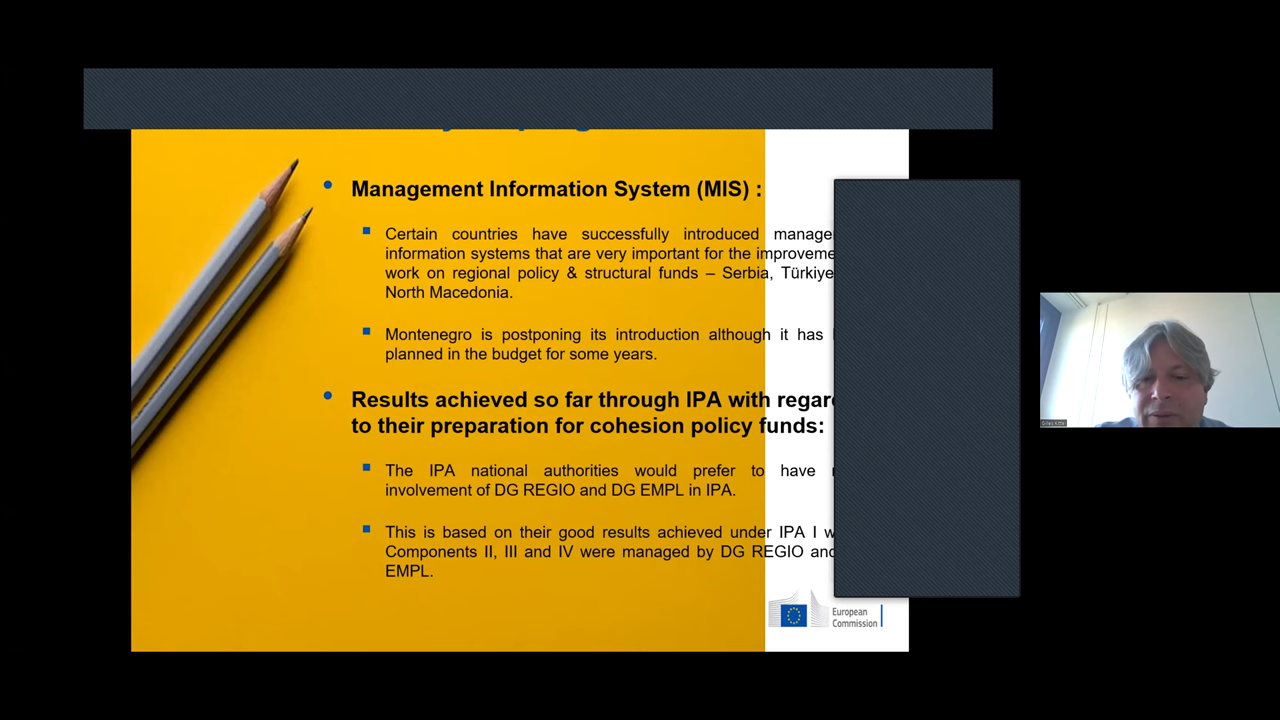 Management Information System (MIS) :
Certain countries have successfully introduced
information systems that are very important for the
work on regional policy & structural funds – Serbia, Türkiye
North Macedonia.
Montenegro is postponing its introduction although it has
planned in the budget for some years.
Results achieved so far through IPA with
to their preparation for cohesion policy funds:
The IPA national authorities would prefer to have
involvement of DG REGIO and DG EMPL in IPA.
This is based on their good results achieved under IPA I
Components II, III and IV were managed by DG REGIO
EMPL.
European
Commission